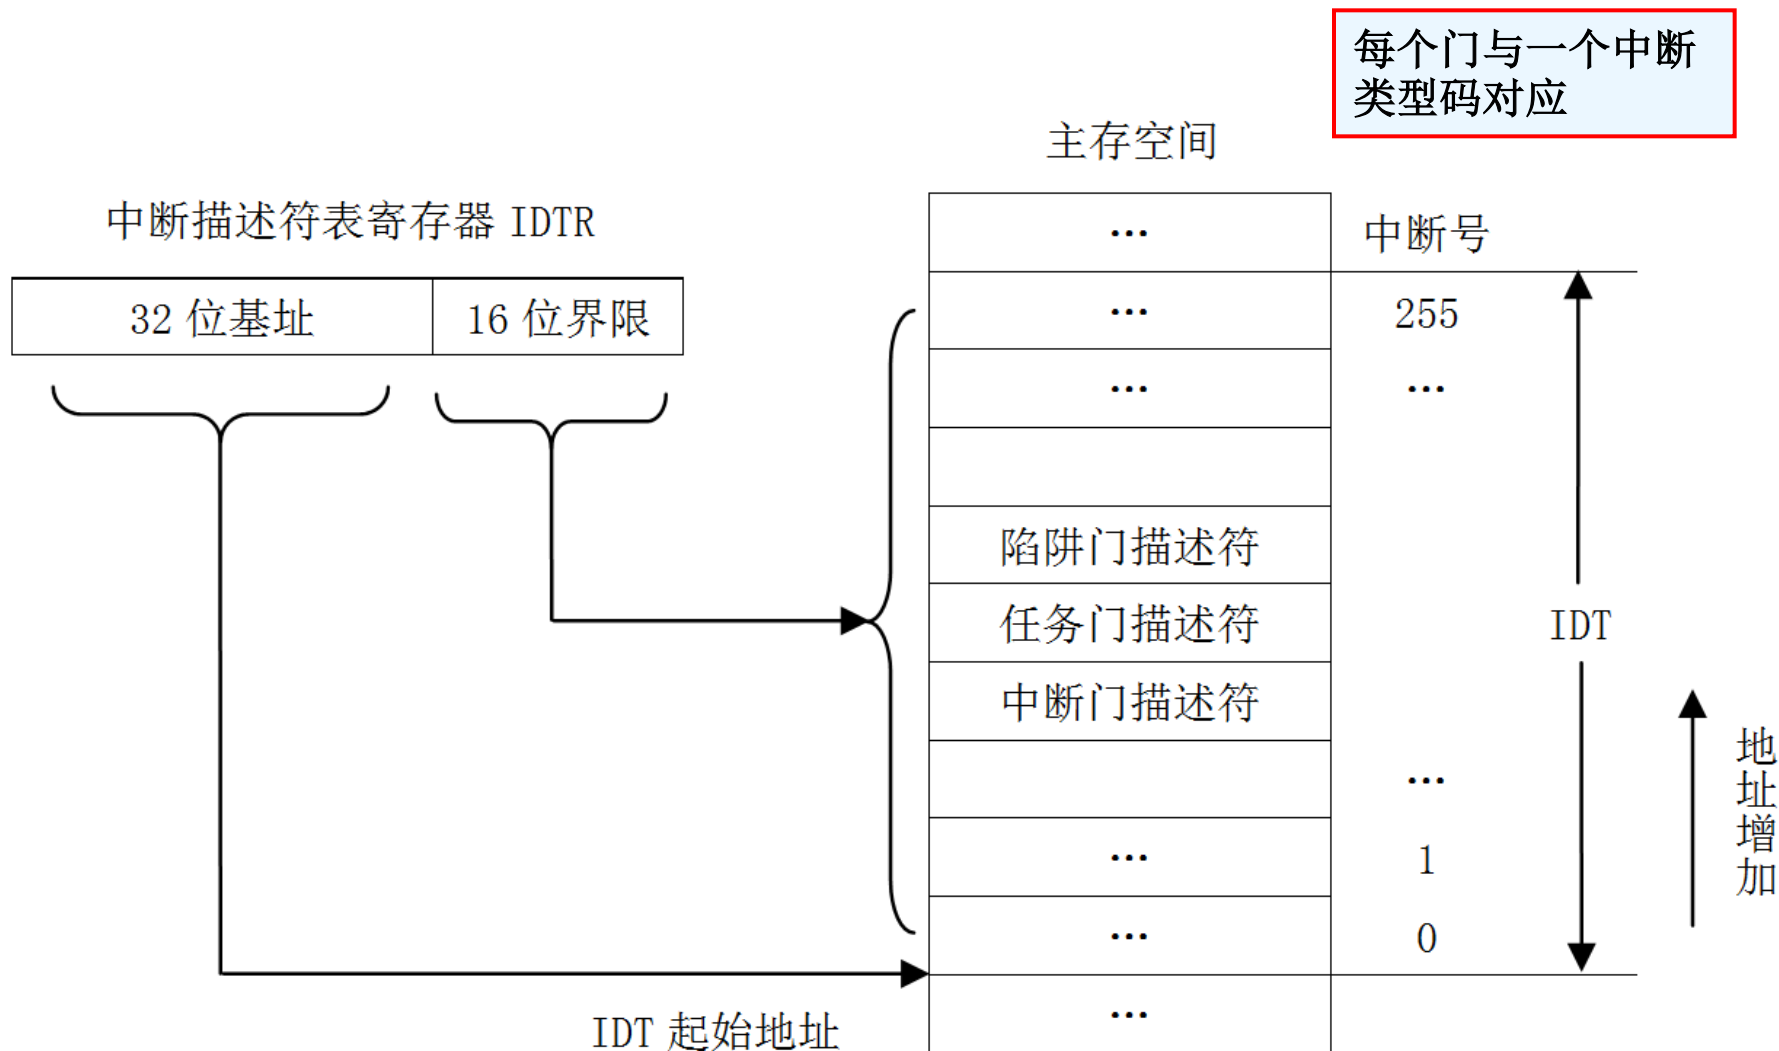 每个门与一个中断
类型码对应
主存空间
中断描述符表寄存器 IDTR
… 中断号
32 位基址 16 位界限
… 255
… …
陷阱门描述符
任务门描述符
IDT
中断门描述符
…
地址增加
… 1
… 0
IDT 起始地址
…